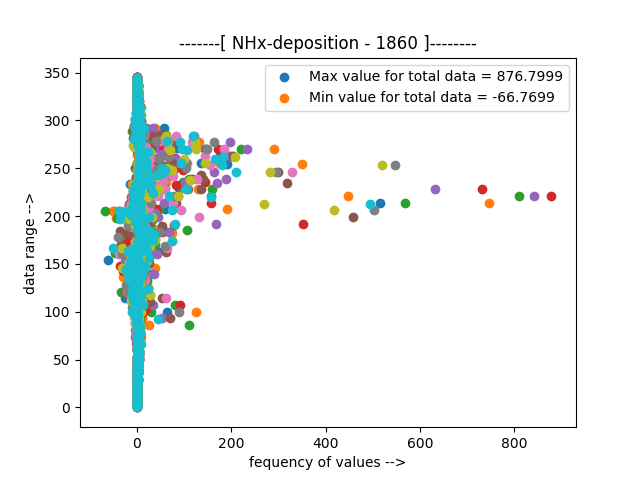 -------[ NHx-deposition - 1860 ]--------
Max value for total data = 876.7999
Min value for total data = -66.7699
350
300
250
200
150
100
50
0
data range -->
0 200 400 600 800
fequency of values -->